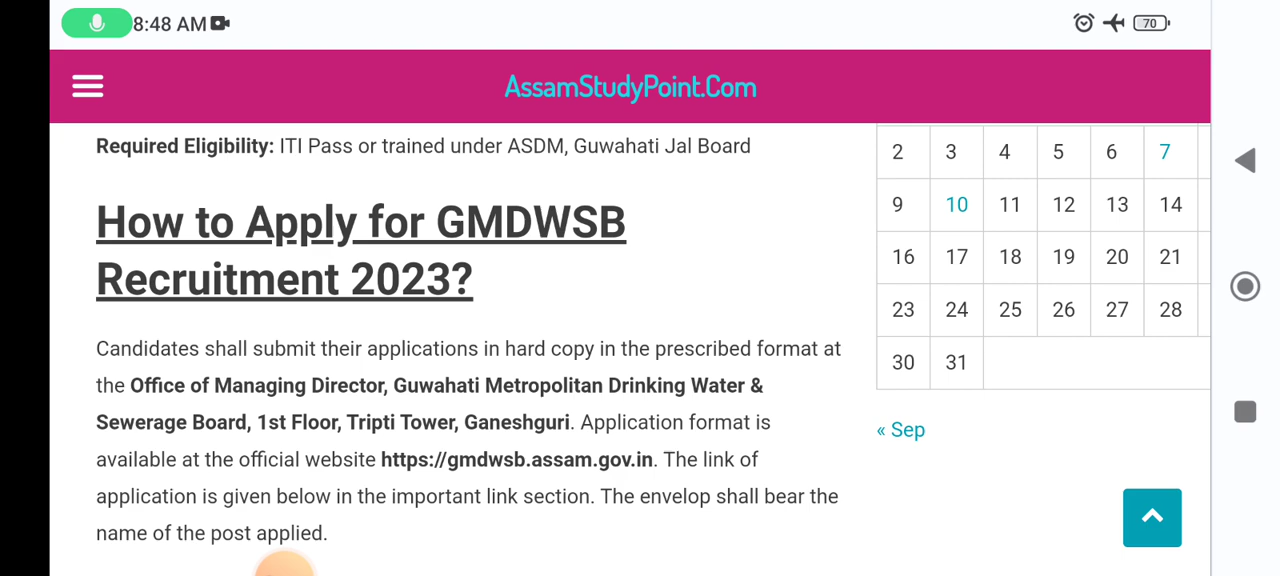 8:48 AM
70
AssamStudyPoint.Com
Required Eligibility: ITI Pass or trained under ASDM, Guwahati Jal Board
How to Apply for GMDWSB
Recruitment 2023?
Candidates shall submit their applications in hard copy in the prescribed format at
the Office of Managing Director, Guwahati Metropolitan Drinking Water &
Sewerage Board, 1st Floor, Tripti Tower, Ganeshguri. Application format is
available at the official website https://gmdwsb.assam.gov.in. The link of
application is given below in the important link section. The envelop shall bear the
name of the post applied.
2 3 4 5 6 7
9 10 11 12 13 14
16 17 18 19 20 21
23 24 25 26 27 28
30 31
« Sep